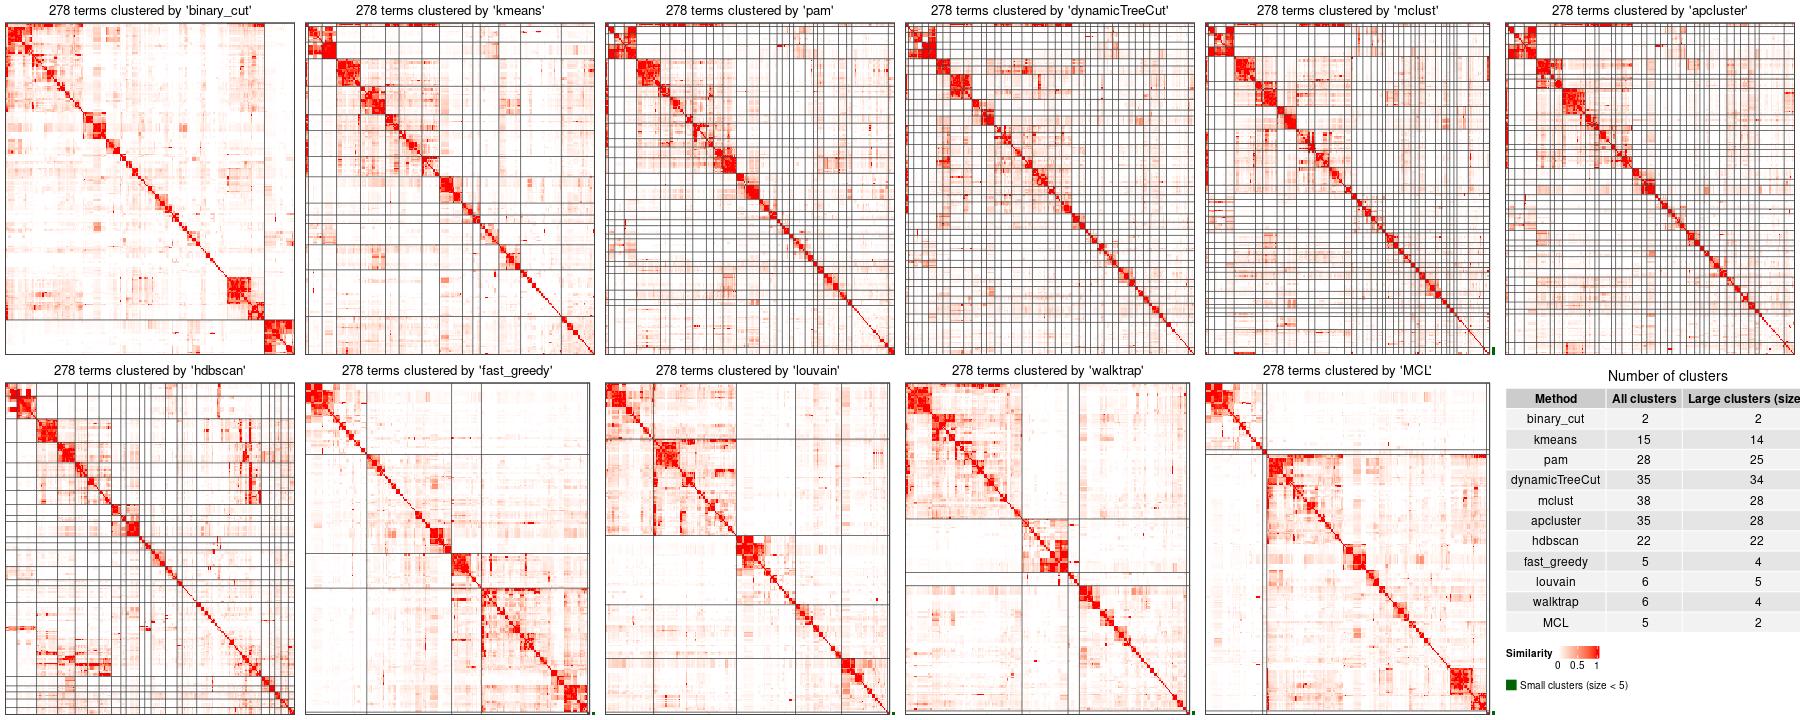 278 terms clustered by 'binary_cut'
278 terms clustered by 'kmeans'
278 terms clustered by 'pam'
278 terms clustered by 'dynamicTreeCut'
278 terms clustered by 'mclust'
278 terms clustered by 'apcluster'
278 terms clustered by 'hdbscan'
278 terms clustered by 'fast_greedy'
278 terms clustered by 'louvain'
278 terms clustered by 'walktrap'
278 terms clustered by 'MCL'
Number of clusters
Method All clusters Large clusters (size
binary_cut 2 2
kmeans 15 14
pam 28 25
dynamicTreeCut 35 34
mclust 38 28
apcluster 35 28
hdbscan 22 22
fast_greedy 5 4
louvain 6 5
walktrap 6 4
MCL 5 2
Similarity
0 0.5 1
Small clusters (size < 5)